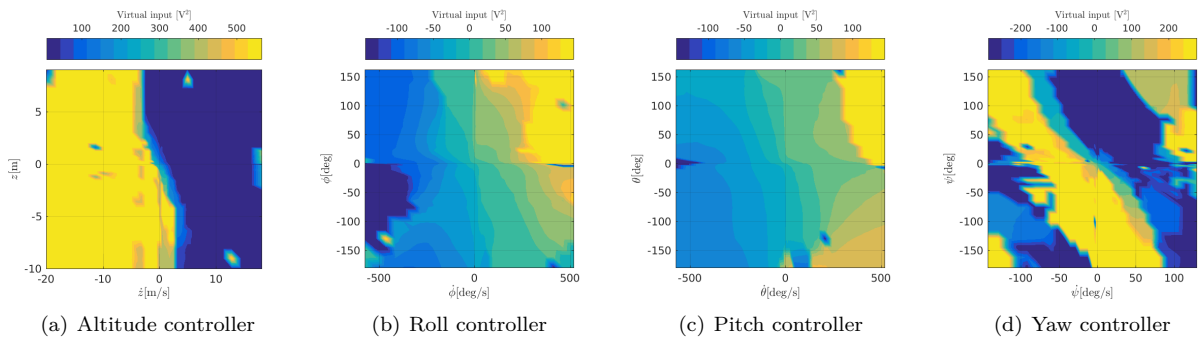 Virtual input [V²]
100 200 300 400 500
5
0
-5
-10
z[m]
-20 -10 0 10
ż[m/s]
(a) Altitude controller
Virtual input [V²]
-100 0 100
150
100
50
0
-50
-100
-150
ϕ[deg]
-500 0 500
ϕ̇[deg/s]
(b) Roll controller
Virtual input [V²]
-100 0 100
150
100
50
0
-50
-100
-150
θ[deg]
-500 0 500
θ̇[deg/s]
(c) Pitch controller
Virtual input [V²]
-200 -100 0 100 200
150
100
50
0
-50
-100
-150
ψ[deg]
-100 -50 0 50 100
ψ̇[deg/s]
(d) Yaw controller